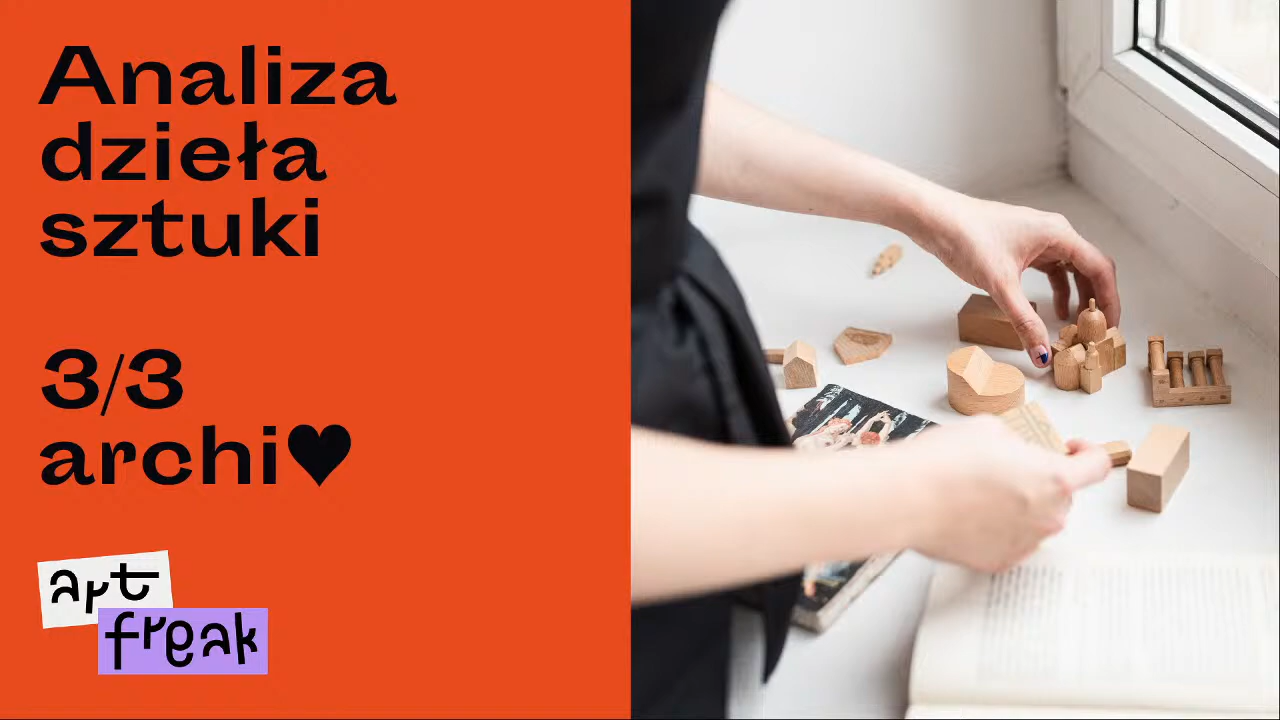 Analiza
dzieła
sztuki
3/3
archi♥
art
freak